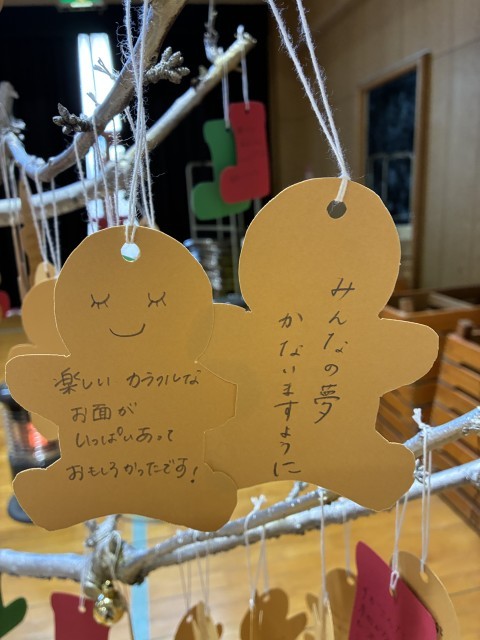 楽しい カラフルな
お面が
いっぱいあって
おもしろかったです!
みんなの夢
かないますように